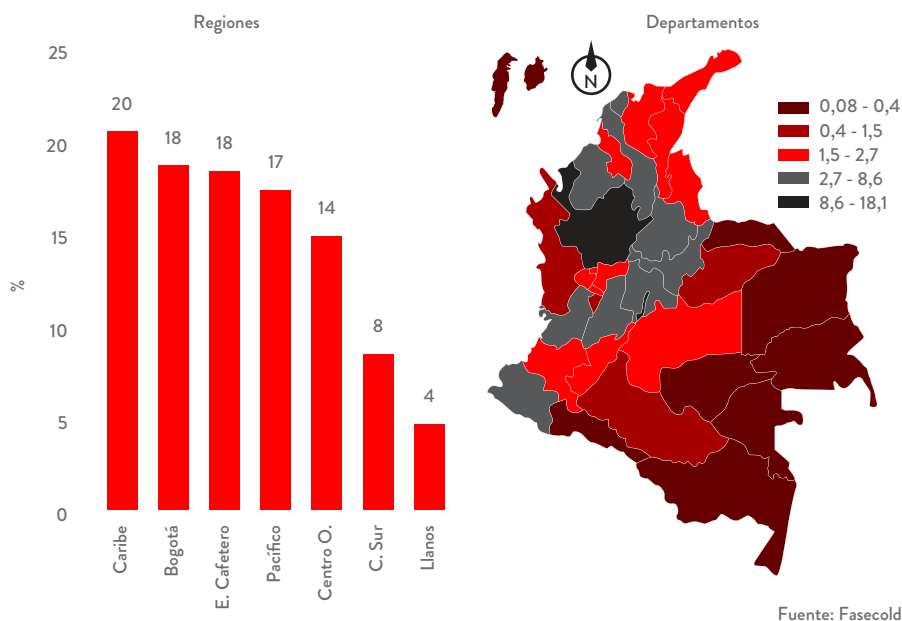 Regiones
25
20
15
10
5
0
%
20
18
18
17
14
8
4
Caribe
Bogotá
E. Cafetero
Pacífico
Centro O.
C. Sur
Llanos
Departamentos
N
0,08 - 0,4
0,4 - 1,5
1,5 - 2,7
2,7 - 8,6
8,6 - 18,1
Fuente: Fasecold